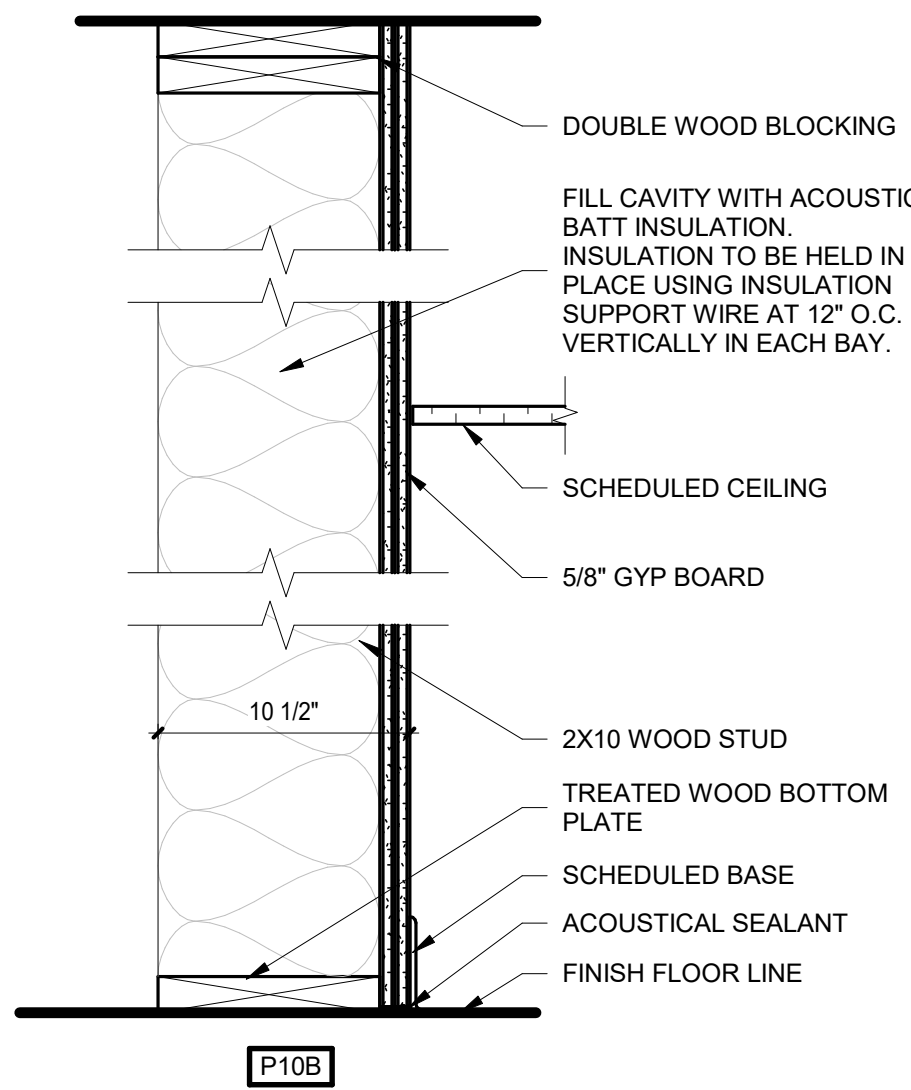 DOUBLE WOOD BLOCKING
FILL CAVITY WITH ACOUSTIC
BATT INSULATION.
INSULATION TO BE HELD IN
PLACE USING INSULATION
SUPPORT WIRE AT 12" O.C.
VERTICALLY IN EACH BAY.
SCHEDULED CEILING
5/8" GYP BOARD
10 1/2"
2X10 WOOD STUD
TREATED WOOD BOTTOM
PLATE
SCHEDULED BASE
ACOUSTICAL SEALANT
FINISH FLOOR LINE
P10B